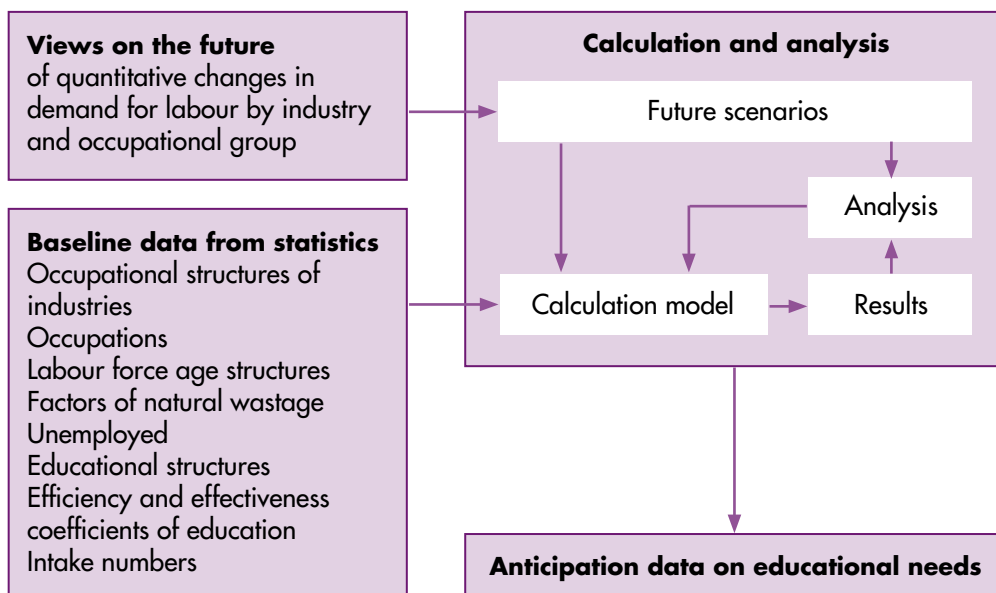 Views on the future
of quantitative changes in
demand for labour by industry
and occupational group
Baseline data from statistics
Occupational structures of
industries
Occupations
Labour force age structures
Factors of natural wastage
Unemployed
Educational structures
Efficiency and effectiveness
coefficients of education
Intake numbers
Calculation and analysis
Future scenarios
Analysis
Calculation model
Results
Anticipation data on educational needs